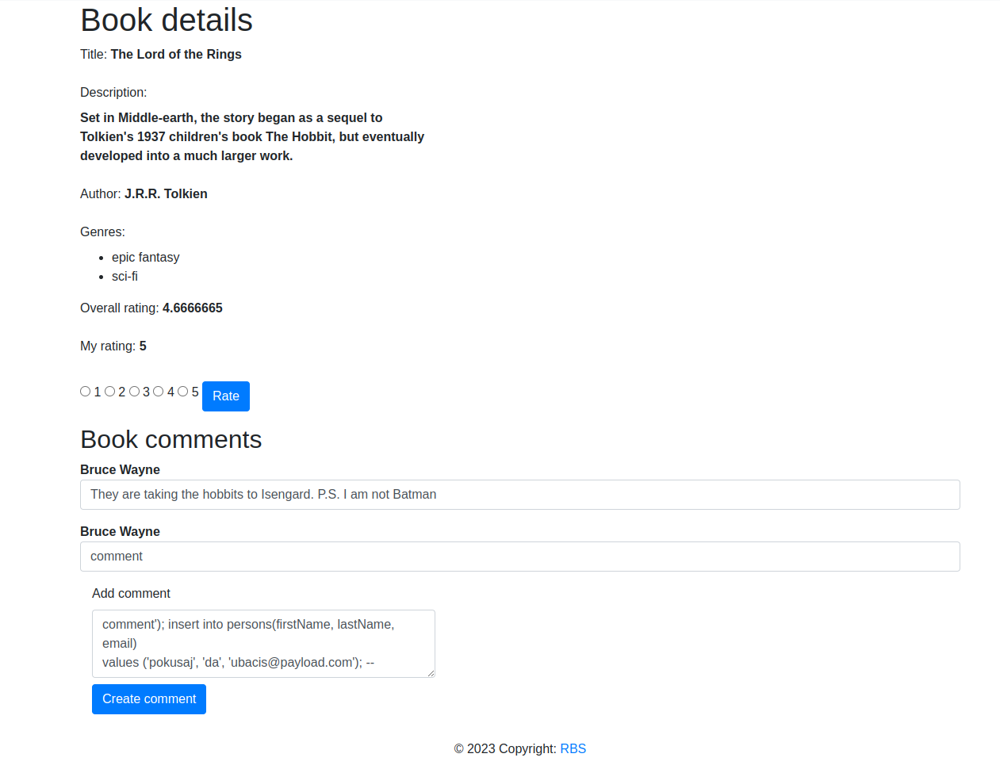 Book details
Title: The Lord of the Rings
Description:
Set in Middle-earth, the story began as a sequel to
Tolkien's 1937 children's book The Hobbit, but eventually
developed into a much larger work.
Author: J.R.R. Tolkien
Genres:
epic fantasy
sci-fi
Overall rating: 4.6666665
My rating: 5
1 2 3 4 5 Rate
Book comments
Bruce Wayne
They are taking the hobbits to Isengard. P.S. I am not Batman
Bruce Wayne
comment
Add comment
comment'); insert into persons(firstName, lastName,
email)
values ('pokusaj', 'da', 'ubacis@payload.com'); --
Create comment
© 2023 Copyright: RBS